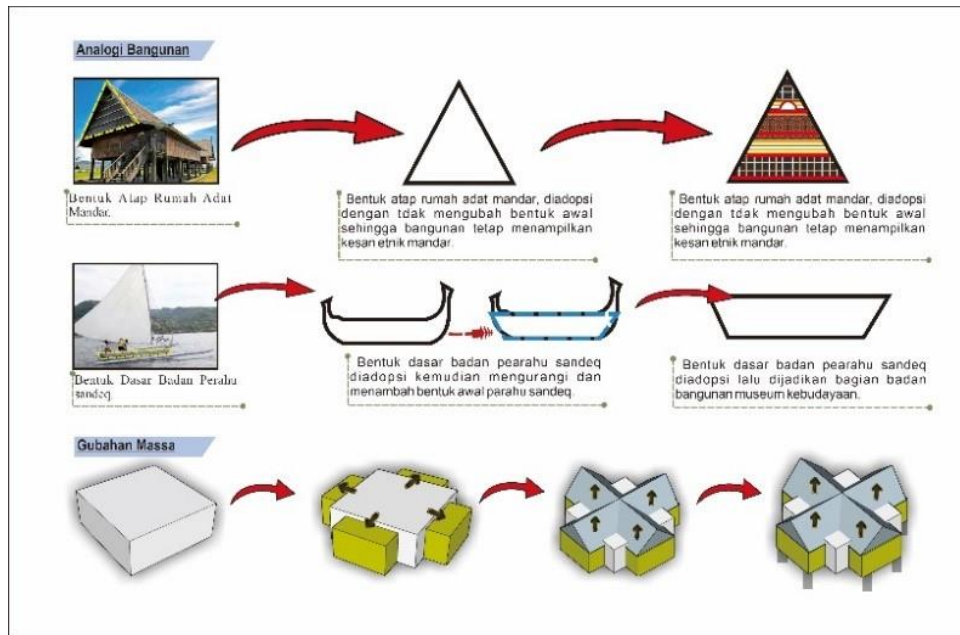 Analogi Bangunan
Bentuk Atap Rumah Adat
Mandar.
Bentuk atap rumah adat mandar, diadopsi
dengan tdak mengubah bentuk awal
sehingga bangunan tetap menampilkan
kesan etnik mandar.
Bentuk atap rumah adat mandar, diadopsi
dengan tdak mengubah bentuk awal
sehingga bangunan tetap menampilkan
kesan etnik mandar.
Bentuk Dasar Badan Perahu
sandeq.
Bentuk dasar badan pearahu sandeq
diadopsi kemudian mengurangi dan
menambah bentuk awal parahu sandeq.
Bentuk dasar badan pearahu sandeq
diadopsi lalu dijadikan bagian badan
bangunan museum kebudayaan.
Gubahan Massa